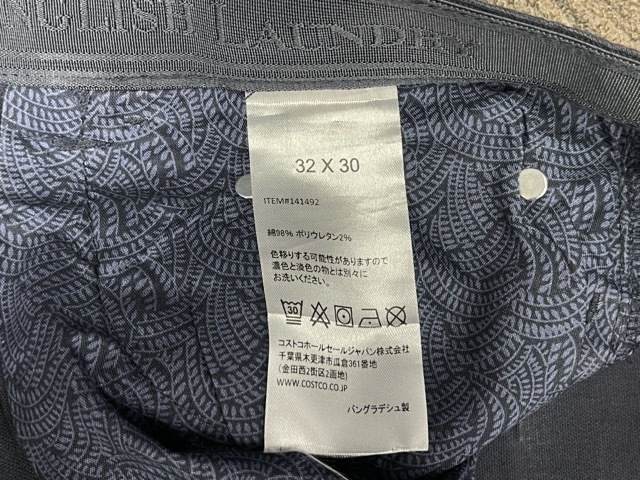 ENGLISH LAUNDRY
32 X 30
ITEM#141492
綿98% ポリウレタン2%
色移りする可能性がありますので
濃色と淡色の物とは別々に
お洗いください。
30
コストコホールセールジャパン株式会社
千葉県木更津市瓜倉361番地
(金田西2街区2画地)
WWW.COSTCO.CO.JP
バングラデシュ製